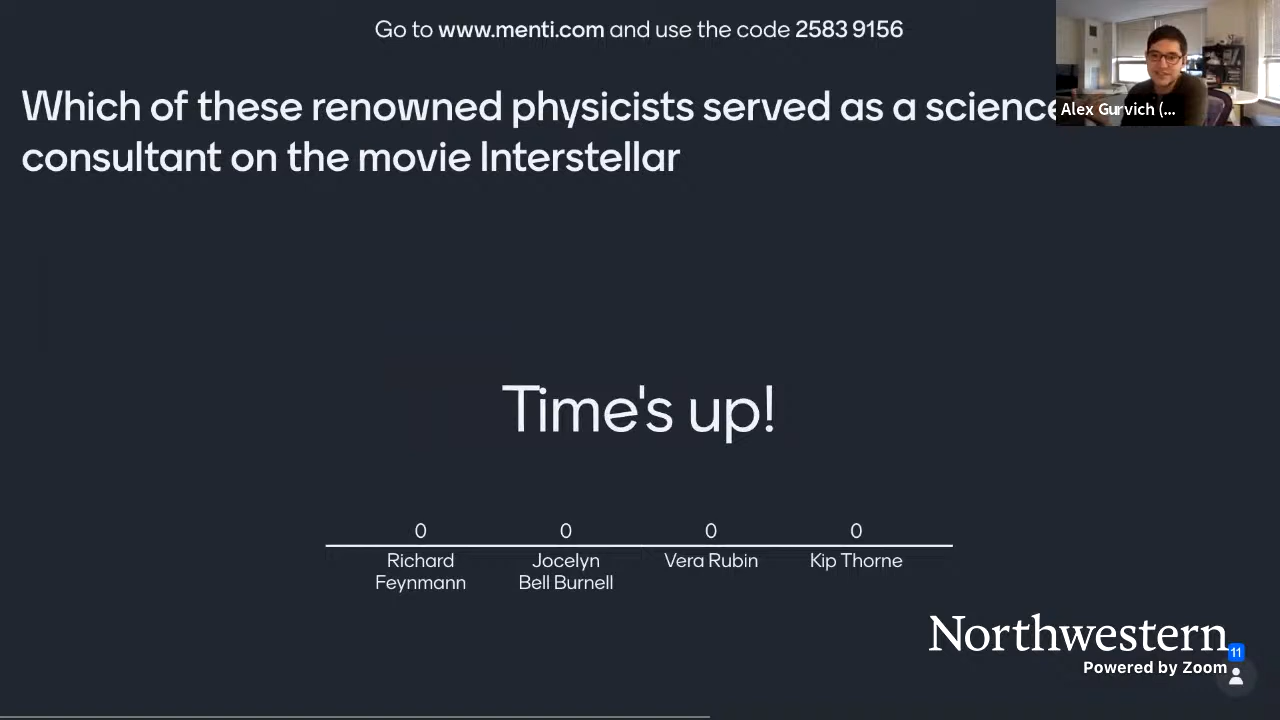 Go to www.menti.com and use the code 2583 9156
Which of these renowned physicists served as a science
consultant on the movie Interstellar
Alex Gurvich (...
Time's up!
0 0 0 0
Richard Feynmann
Jocelyn Bell Burnell
Vera Rubin
Kip Thorne
Northwestern
11
Powered by Zoom